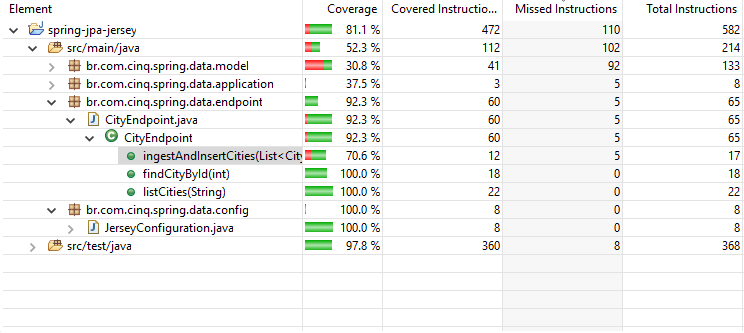 Element Coverage Covered Instructio... Missed Instructions Total Instructions
spring-jpa-jersey 81.1 % 472 110 582
src/main/java 52.3 % 112 102 214
br.com.cinq.spring.data.model 30.8 % 41 92 133
br.com.cinq.spring.data.application 37.5 % 3 5 8
br.com.cinq.spring.data.endpoint 92.3 % 60 5 65
CityEndpoint.java 92.3 % 60 5 65
CityEndpoint 92.3 % 60 5 65
ingestAndInsertCities(List<City 70.6 % 12 5 17
findCityById(int) 100.0 % 18 0 18
listCities(String) 100.0 % 22 0 22
br.com.cinq.spring.data.config 100.0 % 8 0 8
JerseyConfiguration.java 100.0 % 8 0 8
src/test/java 97.8 % 360 8 368